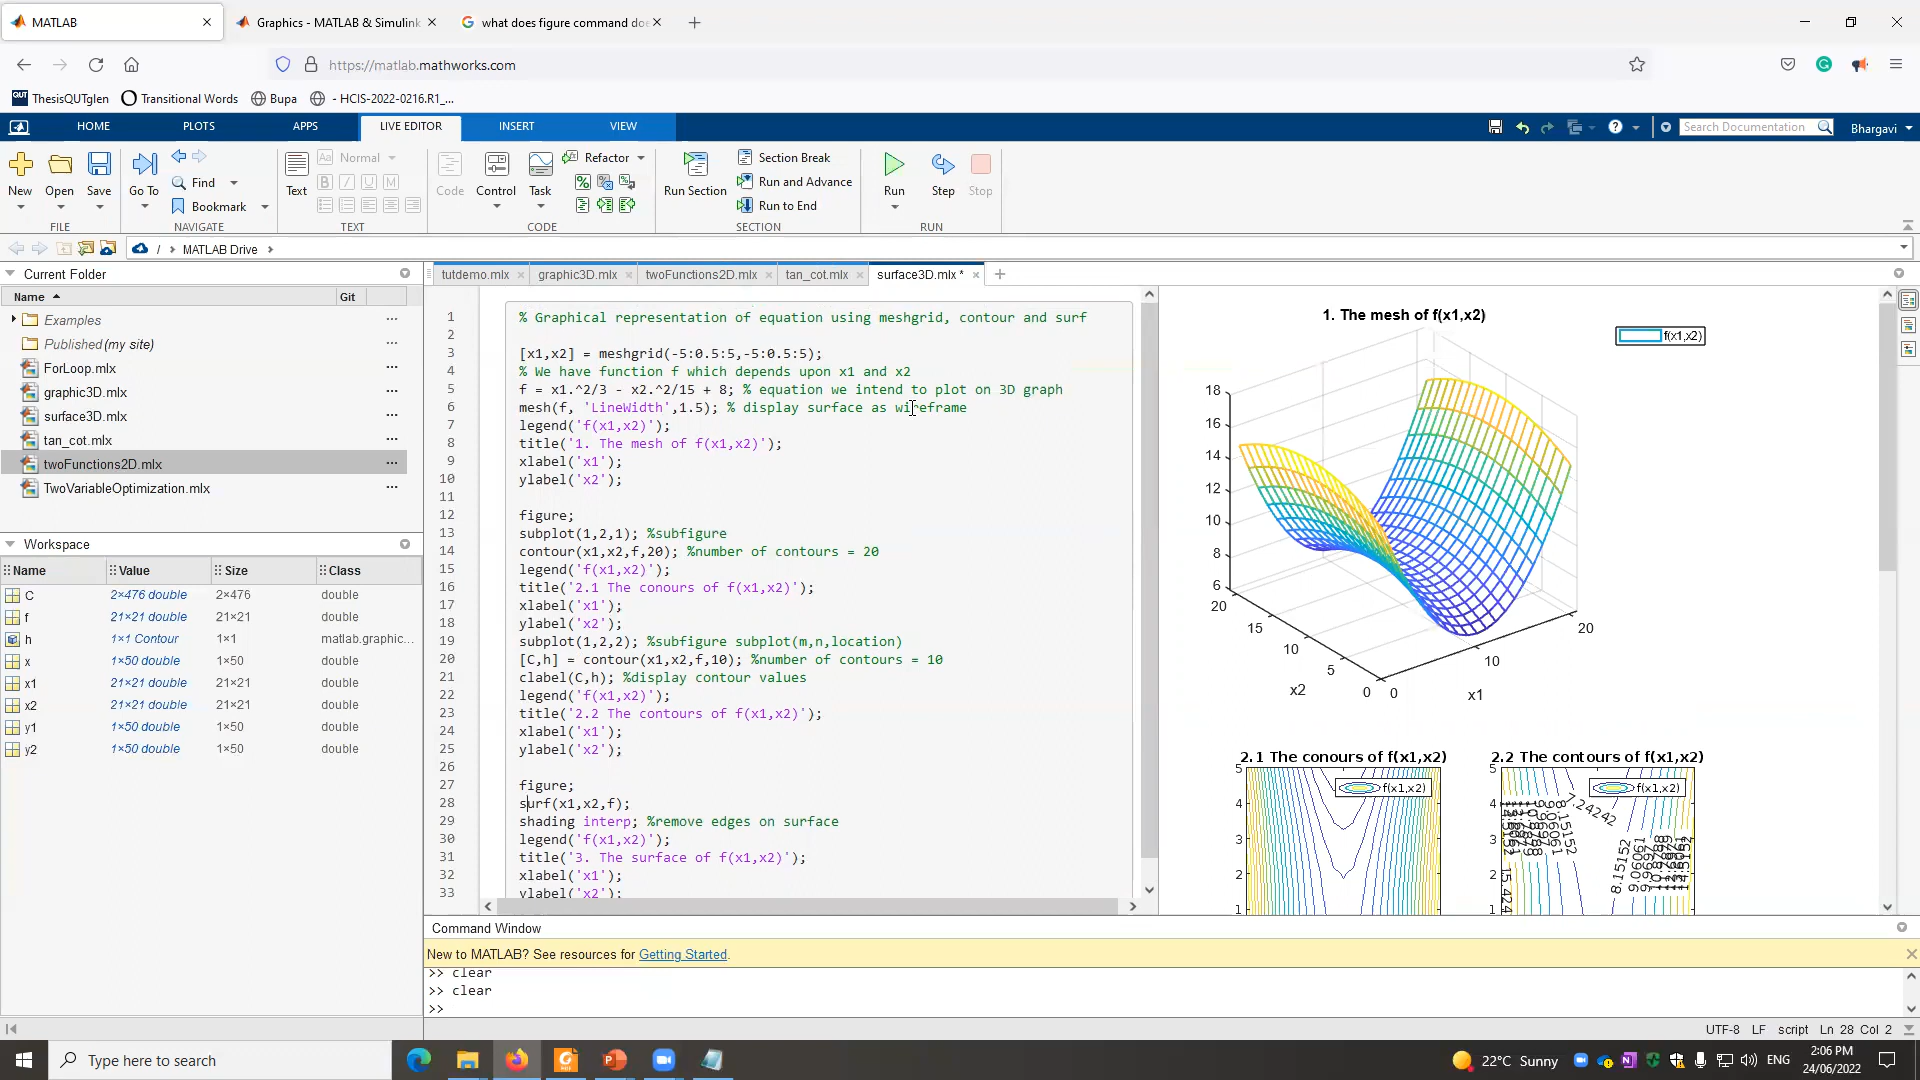 MATLAB
Graphics - MATLAB & Simulink
what does figure command doe
https://matlab.mathworks.com
QUT ThesisQUTglen
Transitional Words
Bupa
- HCIS-2022-0216.R1_...
HOME PLOTS APPS LIVE EDITOR INSERT VIEW
Search Documentation
Bhargavi
New Open Save
Go To
Find
Bookmark
Text
Aa Normal
B I U M
Code Control Task
Refactor
Run Section
Section Break
Run and Advance
Run to End
Run Step Stop
FILE NAVIGATE TEXT CODE SECTION RUN
/ MATLAB Drive
Current Folder
Name Git
Examples
Published (my site)
ForLoop.mlx
graphic3D.mlx
surface3D.mlx
tan_cot.mlx
twoFunctions2D.mlx
TwoVariableOptimization.mlx
Workspace
Name Value Size Class
C 2×476 double 2×476 double
f 21×21 double 21×21 double
h 1×1 Contour 1×1 matlab.graphic...
x 1×50 double 1×50 double
x1 21×21 double 21×21 double
x2 21×21 double 21×21 double
y1 1×50 double 1×50 double
y2 1×50 double 1×50 double
tutdemo.mlx graphic3D.mlx twoFunctions2D.mlx tan_cot.mlx surface3D.mlx *
1 % Graphical representation of equation using meshgrid, contour and surf
2
3 [x1,x2] = meshgrid(-5:0.5:5,-5:0.5:5);
4 % We have function f which depends upon x1 and x2
5 f = x1.^2/3 - x2.^2/15 + 8; % equation we intend to plot on 3D graph
6 mesh(f, 'LineWidth',1.5); % display surface as wireframe
7 legend('f(x1,x2)');
8 title('1. The mesh of f(x1,x2)');
9 xlabel('x1');
10 ylabel('x2');
11
12 figure;
13 subplot(1,2,1); %subfigure
14 contour(x1,x2,f,20); %number of contours = 20
15 legend('f(x1,x2)');
16 title('2.1 The conours of f(x1,x2)');
17 xlabel('x1');
18 ylabel('x2');
19 subplot(1,2,2); %subfigure subplot(m,n,location)
20 [C,h] = contour(x1,x2,f,10); %number of contours = 10
21 clabel(C,h); %display contour values
22 legend('f(x1,x2)');
23 title('2.2 The contours of f(x1,x2)');
24 xlabel('x1');
25 ylabel('x2');
26
27 figure;
28 surf(x1,x2,f);
29 shading interp; %remove edges on surface
30 legend('f(x1,x2)');
31 title('3. The surface of f(x1,x2)');
32 xlabel('x1');
33 ylabel('x2');
1. The mesh of f(x1,x2)
f(x1,x2)
18
16
14
12
10
8
6
20
15
10
5
0
x2
0
10
20
x1
2.1 The conours of f(x1,x2)
f(x1,x2)
5
4
3
2
1
2.2 The contours of f(x1,x2)
f(x1,x2)
5
4
3
2
1
7.24242
8.15152
9.06061
8.15152
9.06061
15.424
Command Window
New to MATLAB? See resources for Getting Started.
>> clear
>> clear
>>
UTF-8 LF script Ln 28 Col 2
Type here to search
22°C Sunny
ENG
2:06 PM
24/06/2022